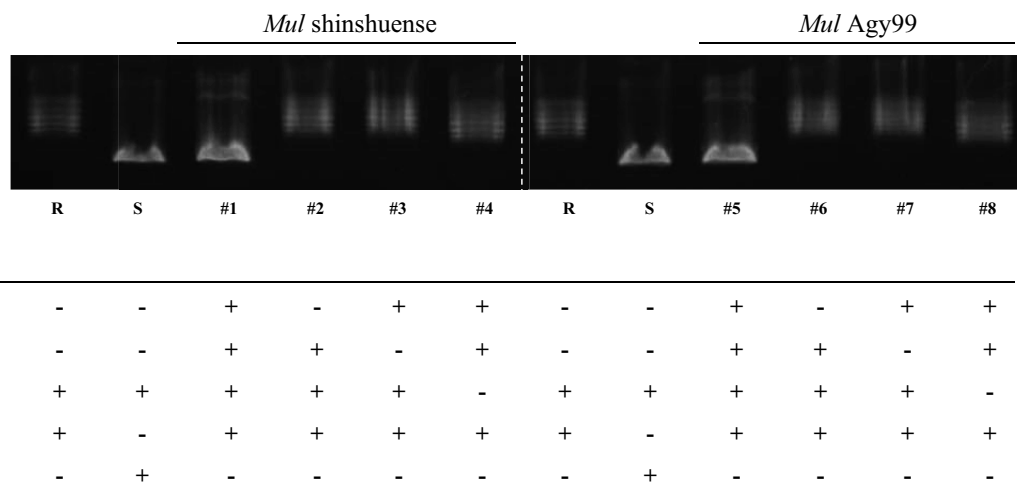 Mul shinshuense Mul Agy99
R S #1 #2 #3 #4 R S #5 #6 #7 #8
- - + - + + - - + - + +
- - + + - + - - + + - +
+ + + + + - + + + + + -
+ - + + + + + - + + + +
- + - - - - - + - - - -